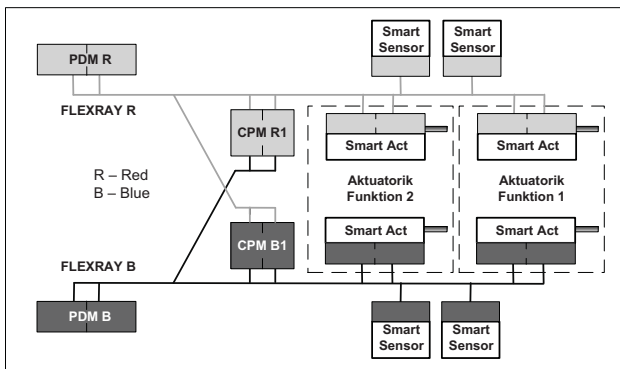 Smart
Sensor
Smart
Sensor
PDM R
FLEXRAY R
CPM R1
Smart Act
Smart Act
R – Red
B – Blue
Aktuatorik
Funktion 2
Aktuatorik
Funktion 1
Smart Act
Smart Act
CPM B1
FLEXRAY B
PDM B
Smart
Sensor
Smart
Sensor